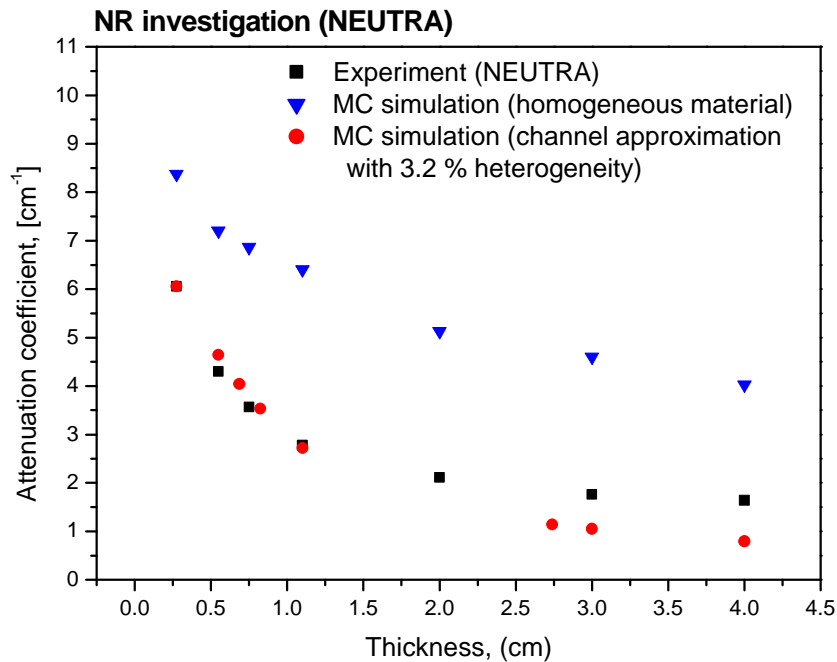 NR investigation (NEUTRA)
Experiment (NEUTRA)
MC simulation (homogeneous material)
MC simulation (channel approximation
with 3.2 % heterogeneity)
Attenuation coefficient, [cm⁻¹]
11
10
9
8
7
6
5
4
3
2
1
0
0.0 0.5 1.0 1.5 2.0 2.5 3.0 3.5 4.0 4.5
Thickness, (cm)